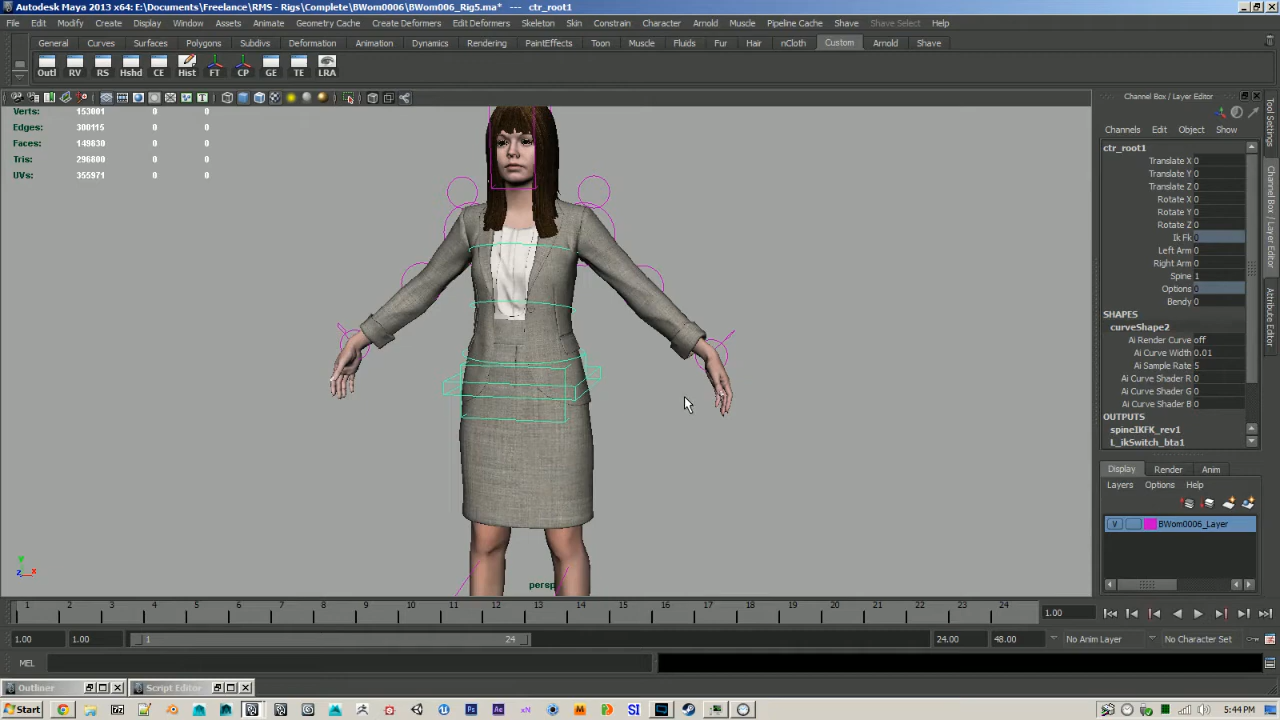 Autodesk Maya 2013 x64: E:\Documents\Freelance\RMS - Rigs\Complete\BWom0006\BWom006_Rig5.ma* --- ctr_root1
File Edit Modify Create Display Window Assets Animate Geometry Cache Create Deformers Edit Deformers Skeleton Skin Constrain Character Arnold Muscle Pipeline Cache Shave Shave Select Help
General Curves Surfaces Polygons Subdivs Deformation Animation Dynamics Rendering PaintEffects Toon Muscle Fluids Fur Hair nCloth Custom Arnold Shave
Outl RV RS Hshd CE Hist FT CP GE TE LRA
Channel Box / Layer Editor
Channels Edit Object Show
Verts: 153001 0 0
Edges: 300115 0 0
Faces: 149830 0 0
Tris: 296800 0 0
UVs: 355971 0 0
ctr_root1
Translate X 0
Translate Y 0
Translate Z 0
Rotate X 0
Rotate Y 0
Rotate Z 0
Ik Fk 0
Left Arm 0
Right Arm 0
Spine 1
Options 0
Bendy 0
SHAPES
curveShape2
Ai Render Curve off
Ai Curve Width 0.01
Ai Sample Rate 5
Ai Curve Shader R 0
Ai Curve Shader G 0
Ai Curve Shader B 0
OUTPUTS
spineIKFK_rev1
L_ikSwitch_bta1
Tool Settings
Channel Box / Layer Editor
Attribute Editor
Display Render Anim
Layers Options Help
V BWom0006_Layer
y
z x
persp
1 2 3 4 5 6 7 8 9 10 11 12 13 14 15 16 17 18 19 20 21 22 23 24 1.00
1.00 1.00 1 24 24.00 48.00 No Anim Layer No Character Set
MEL
Outliner Script Editor
Start 5:44 PM